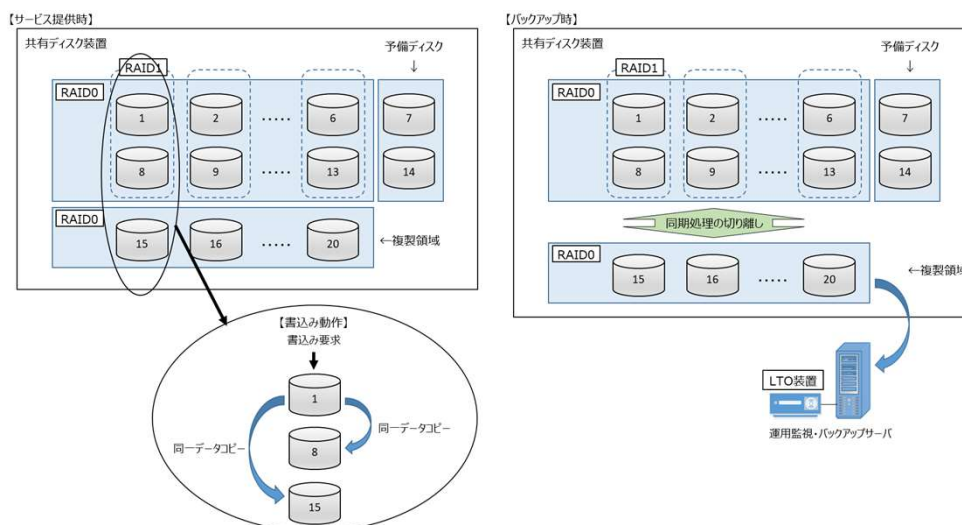 【サービス提供時】
共有ディスク装置
予備ディスク
↓
RAID1
RAID0
1
2
・・・・・
6
7
8
9
・・・・・
13
14
RAID0
15
16
・・・・・
20
←複製領域
【書込み動作】
書込み要求
1
同一データコピー
同一データコピー
8
15
【バックアップ時】
共有ディスク装置
予備ディスク
↓
RAID1
RAID0
1
2
・・・・・
6
7
8
9
・・・・・
13
14
同期処理の切り離し
RAID0
15
16
・・・・・
20
←複製領域
LTO装置
運用監視・バックアップサーバ